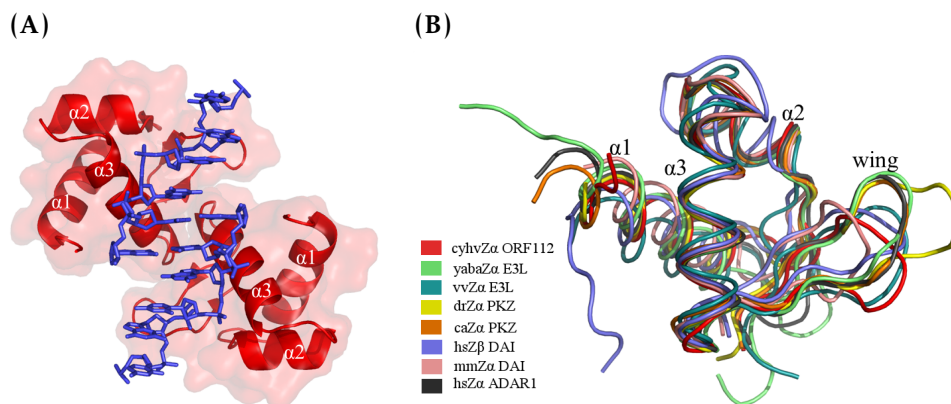 (A)
α2
α3
α1
α1
α3
α2
(B)
α1
α3
α2
wing
cyhvZα ORF112
yabaZα E3L
vvZα E3L
drZα PKZ
caZα PKZ
hsZβ DAI
mmZα DAI
hsZα ADAR1